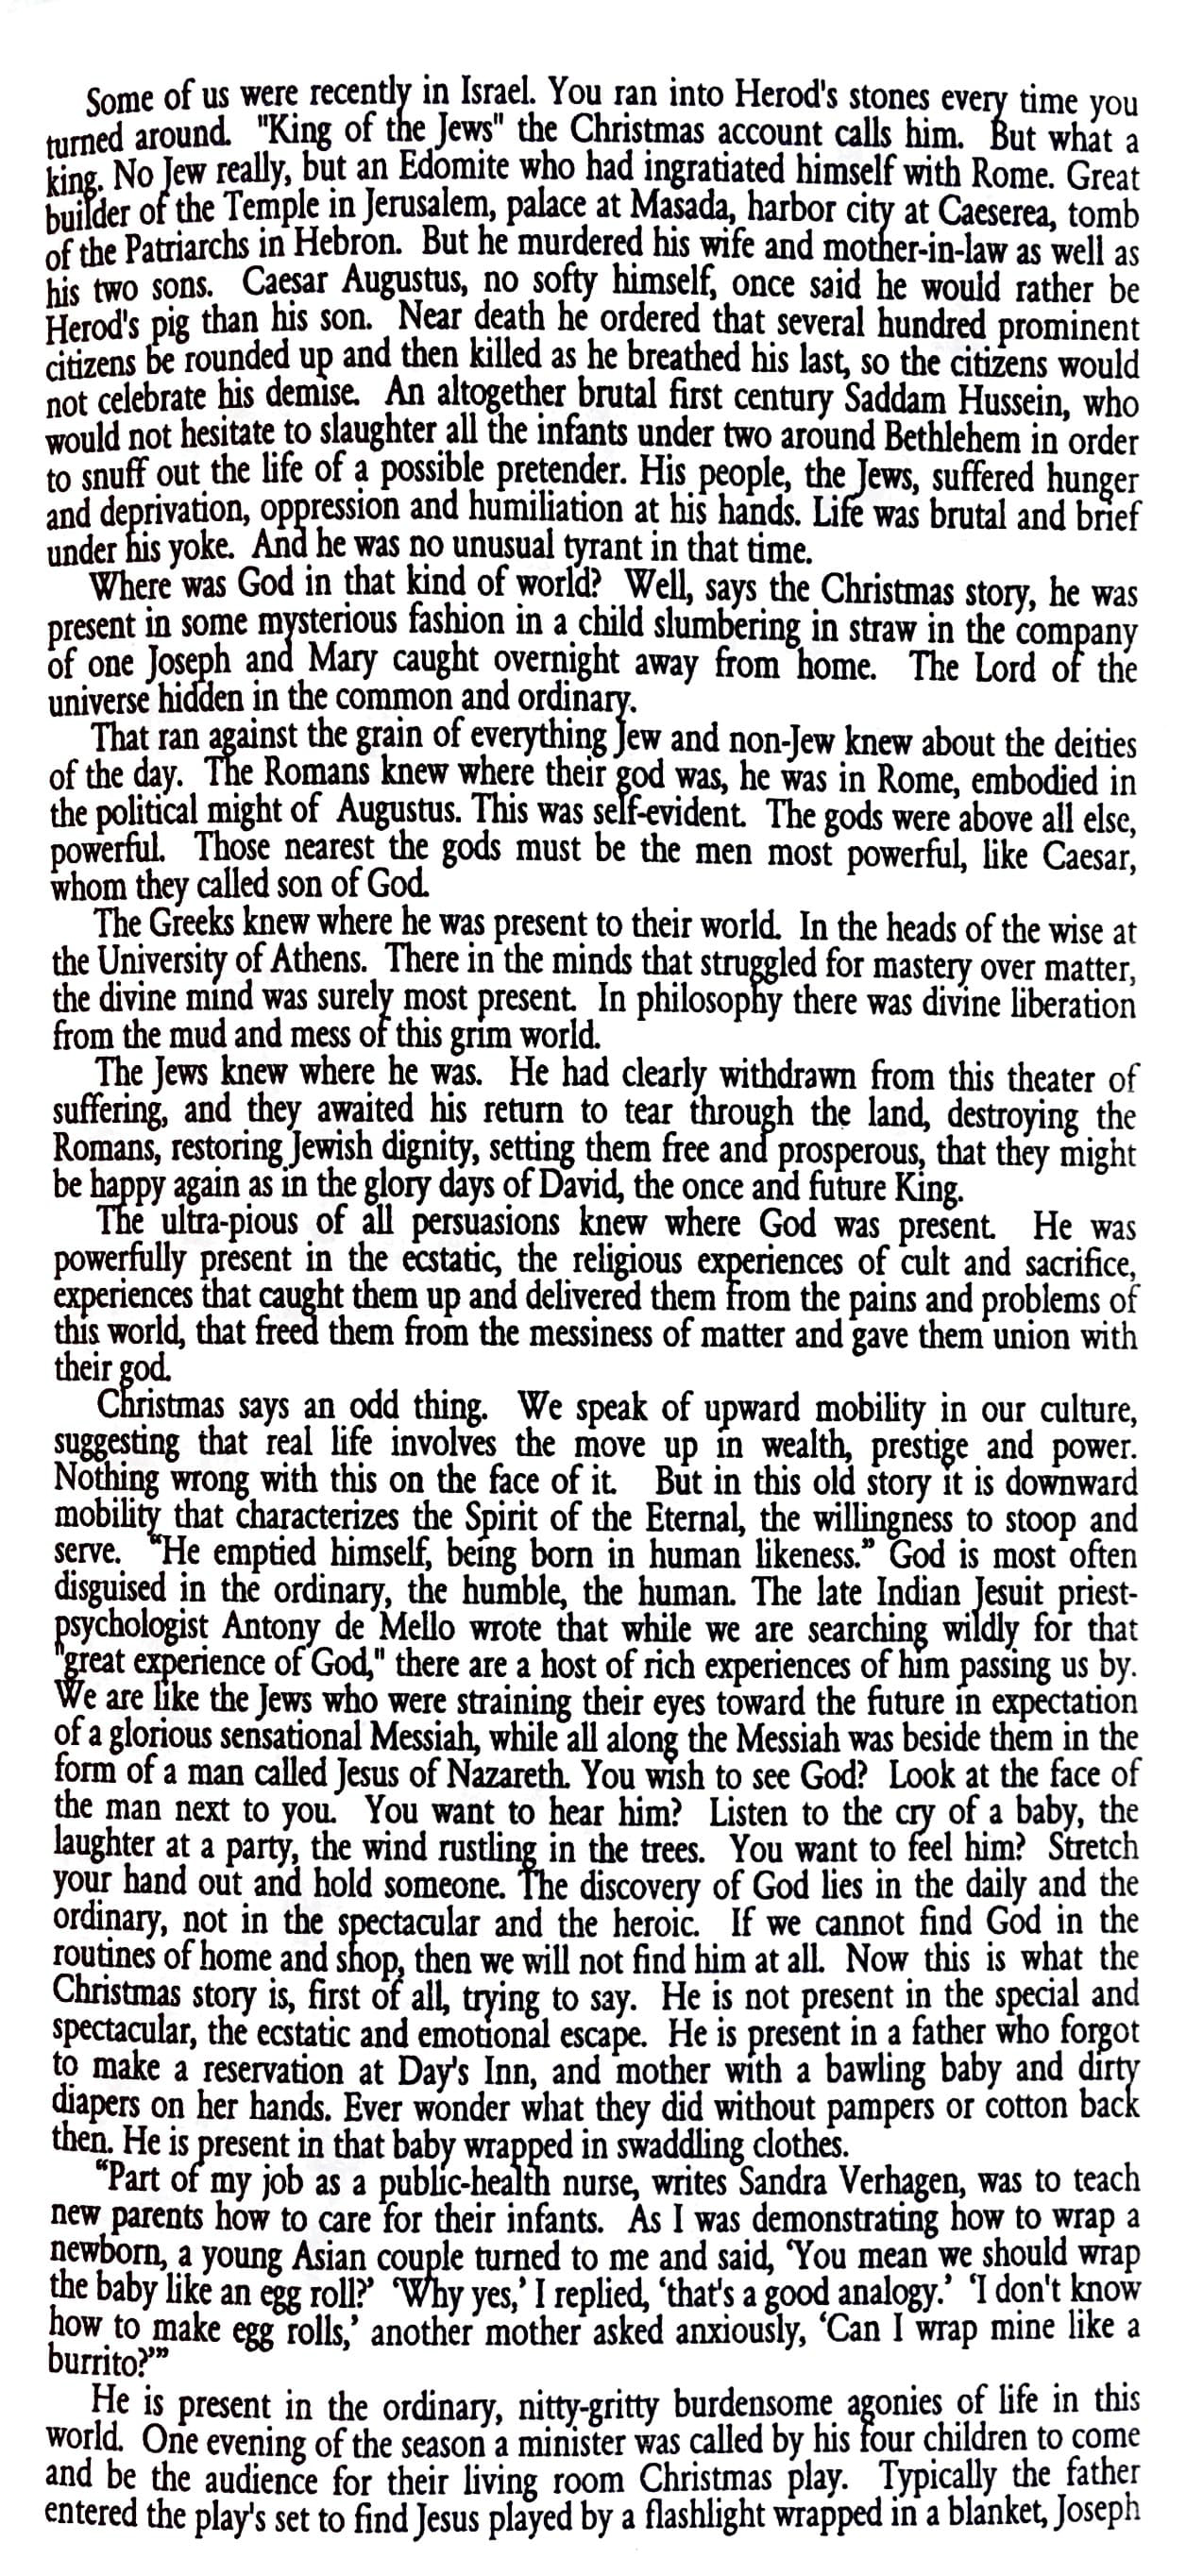 Some of us were recently in Israel. You ran into Herod's stones every time you
turned around. "King of the Jews" the Christmas account calls him. But what a
king. No Jew really, but an Edomite who had ingratiated himself with Rome. Great
builder of the Temple in Jerusalem, palace at Masada, harbor city at Caeserea, tomb
of the Patriarchs in Hebron. But he murdered his wife and mother-in-law as well as
his two sons. Caesar Augustus, no softy himself, once said he would rather be
Herod's pig than his son. Near death he ordered that several hundred prominent
citizens be rounded up and then killed as he breathed his last, so the citizens would
not celebrate his demise. An altogether brutal first century Saddam Hussein, who
would not hesitate to slaughter all the infants under two around Bethlehem in order
to snuff out the life of a possible pretender. His people, the Jews, suffered hunger
and deprivation, oppression and humiliation at his hands. Life was brutal and brief
under his yoke. And he was no unusual tyrant in that time.
Where was God in that kind of world? Well, says the Christmas story, he was
present in some mysterious fashion in a child slumbering in straw in the company
of one Joseph and Mary caught overnight away from home. The Lord of the
universe hidden in the common and ordinary.
That ran against the grain of everything Jew and non-Jew knew about the deities
of the day. The Romans knew where their god was, he was in Rome, embodied in
the political might of Augustus. This was self-evident. The gods were above all else,
powerful. Those nearest the gods must be the men most powerful, like Caesar,
whom they called son of God.
The Greeks knew where he was present to their world. In the heads of the wise at
the University of Athens. There in the minds that struggled for mastery over matter,
the divine mind was surely most present. In philosophy there was divine liberation
from the mud and mess of this grim world.
The Jews knew where he was. He had clearly withdrawn from this theater of
suffering, and they awaited his return to tear through the land, destroying the
Romans, restoring Jewish dignity, setting them free and prosperous, that they might
be happy again as in the glory days of David, the once and future King.
The ultra-pious of all persuasions knew where God was present. He was
powerfully present in the ecstatic, the religious experiences of cult and sacrifice,
experiences that caught them up and delivered them from the pains and problems of
this world, that freed them from the messiness of matter and gave them union with
their god.
Christmas says an odd thing. We speak of upward mobility in our culture,
suggesting that real life involves the move up in wealth, prestige and power.
Nothing wrong with this on the face of it. But in this old story it is downward
mobility that characterizes the Spirit of the Eternal, the willingness to stoop and
serve. “He emptied himself, being born in human likeness.” God is most often
disguised in the ordinary, the humble, the human. The late Indian Jesuit priest-
psychologist Antony de Mello wrote that while we are searching wildly for that
"great experience of God," there are a host of rich experiences of him passing us by.
We are like the Jews who were straining their eyes toward the future in expectation
of a glorious sensational Messiah, while all along the Messiah was beside them in the
form of a man called Jesus of Nazareth. You wish to see God? Look at the face of
the man next to you. You want to hear him? Listen to the cry of a baby, the
laughter at a party, the wind rustling in the trees. You want to feel him? Stretch
your hand out and hold someone. The discovery of God lies in the daily and the
ordinary, not in the spectacular and the heroic. If we cannot find God in the
routines of home and shop, then we will not find him at all. Now this is what the
Christmas story is, first of all, trying to say. He is not present in the special and
spectacular, the ecstatic and emotional escape. He is present in a father who forgot
to make a reservation at Day's Inn, and mother with a bawling baby and dirty
diapers on her hands. Ever wonder what they did without pampers or cotton back
then. He is present in that baby wrapped in swaddling clothes.
“Part of my job as a public-health nurse, writes Sandra Verhagen, was to teach
new parents how to care for their infants. As I was demonstrating how to wrap a
newborn, a young Asian couple turned to me and said, ‘You mean we should wrap
the baby like an egg roll?’ ‘Why yes,’ I replied, ‘that's a good analogy.’ ‘I don't know
how to make egg rolls,’ another mother asked anxiously, ‘Can I wrap mine like a
burrito?’”
He is present in the ordinary, nitty-gritty burdensome agonies of life in this
world. One evening of the season a minister was called by his four children to come
and be the audience for their living room Christmas play. Typically the father
entered the play's set to find Jesus played by a flashlight wrapped in a blanket, Joseph